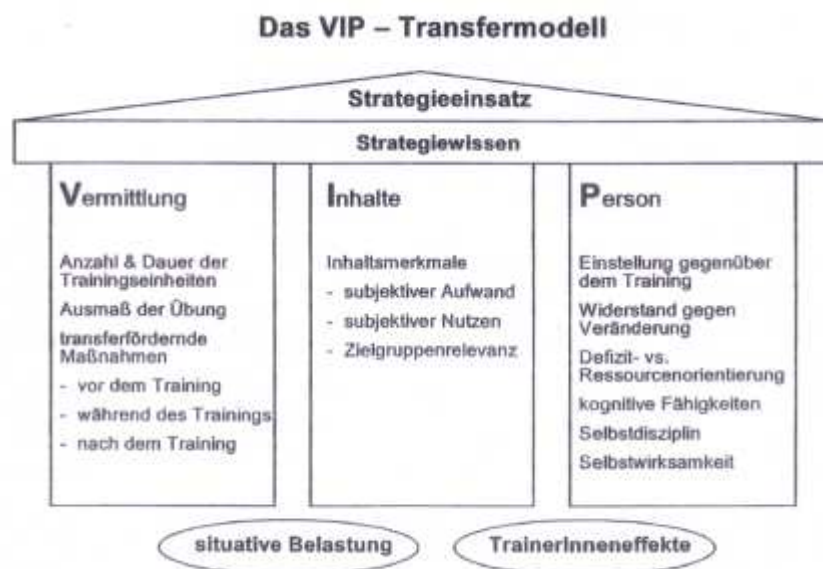 Das VIP – Transfermodell
Strategieeinsatz
Strategiewissen
Vermittlung
Anzahl & Dauer der
Trainingseinheiten
Ausmaß der Übung
transferfördernde
Maßnahmen
- vor dem Training
- während des Trainings
- nach dem Training
Inhalte
Inhaltsmerkmale
- subjektiver Aufwand
- subjektiver Nutzen
- Zielgruppenrelevanz
Person
Einstellung gegenüber
dem Training
Widerstand gegen
Veränderung
Defizit- vs.
Ressourcenorientierung
kognitive Fähigkeiten
Selbstdisziplin
Selbstwirksamkeit
situative Belastung
TrainerInneneffekte